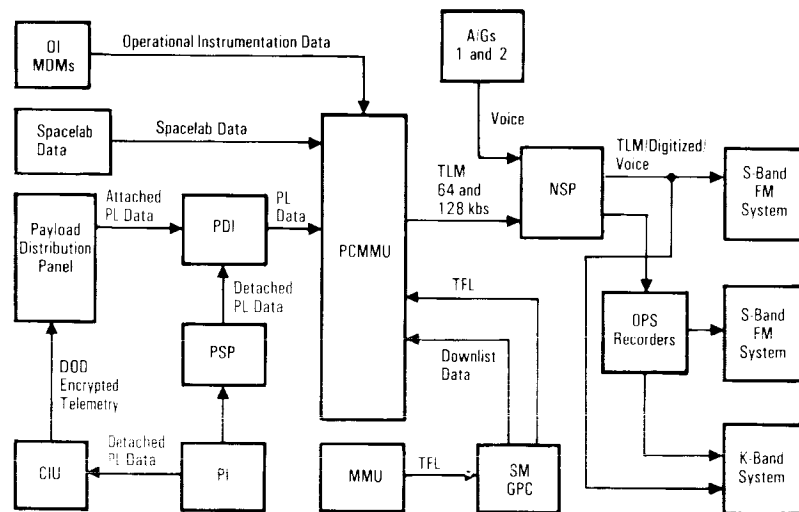 OI
MDMs
Operational Instrumentation Data
A/Gs
1 and 2
Spacelab
Data
Spacelab Data
Voice
TLM/Digitized/
Voice
Attached
PL Data
PL
Data
TLM
64 and
128 kbs
NSP
S-Band
FM
System
Payload
Distribution
Panel
PDI
PCMMU
Detached
PL Data
TFL
OPS
Recorders
S-Band
FM
System
PSP
Downlist
Data
DOD
Encrypted
Telemetry
Detached
PL Data
CIU
PI
MMU
TFL
SM
GPC
K-Band
System